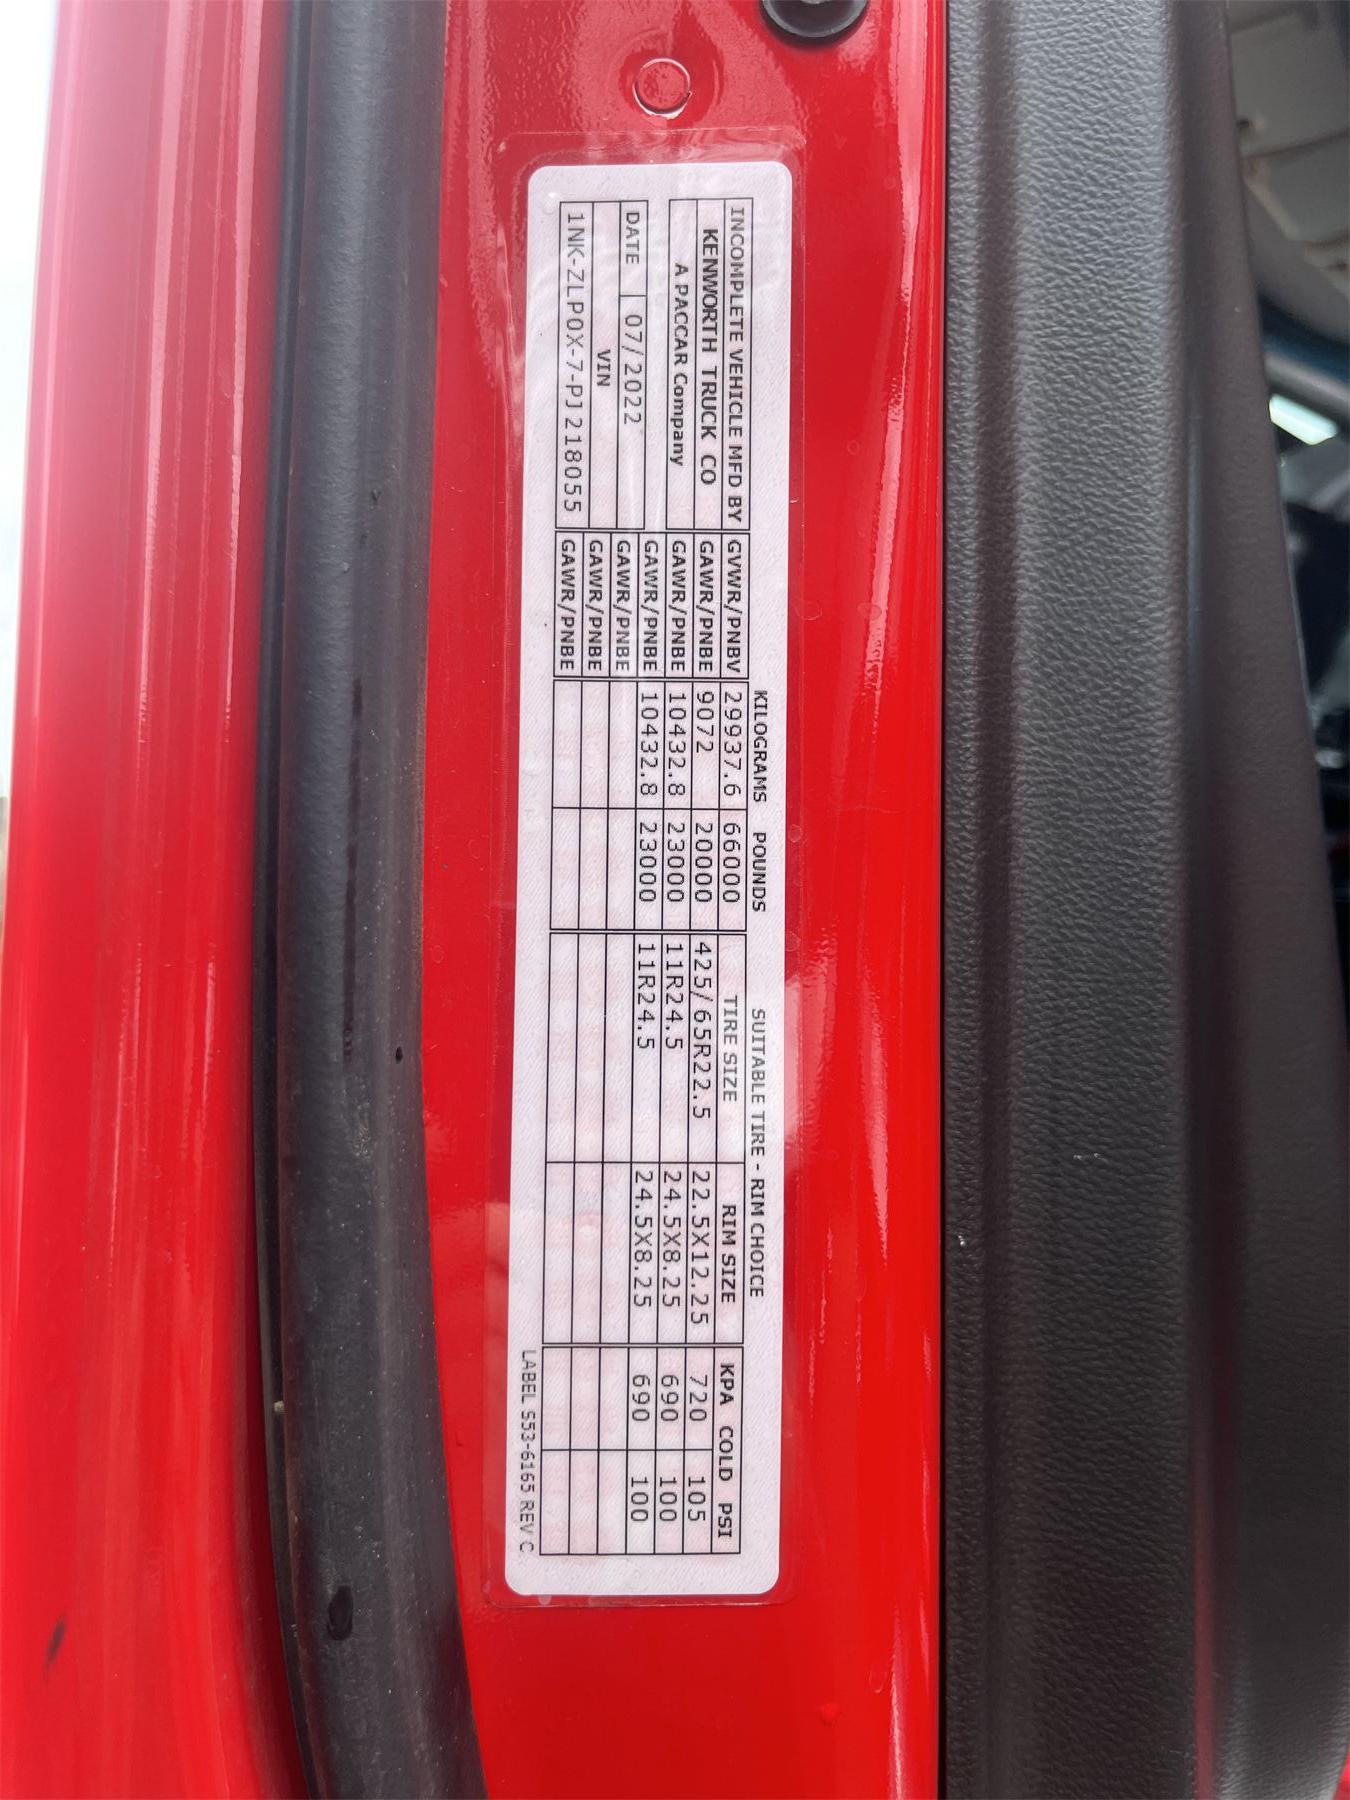 KILOGRAMS POUNDS SUITABLE TIRE - RIM CHOICE
INCOMPLETE VEHICLE MFD BY GVWR/PNBV 29937.6 66000 TIRE SIZE RIM SIZE KPA COLD PSI
KENWORTH TRUCK CO GAWR/PNBE 9072 20000 425/65R22.5 22.5X12.25 720 105
A PACCAR Company GAWR/PNBE 10432.8 23000 11R24.5 24.5X8.25 690 100
DATE 07/2022 GAWR/PNBE 10432.8 23000 11R24.5 24.5X8.25 690 100
GAWR/PNBE
VIN GAWR/PNBE
1NK-ZLP0X-7-PJ218055 GAWR/PNBE
LABEL S53-6165 REV C